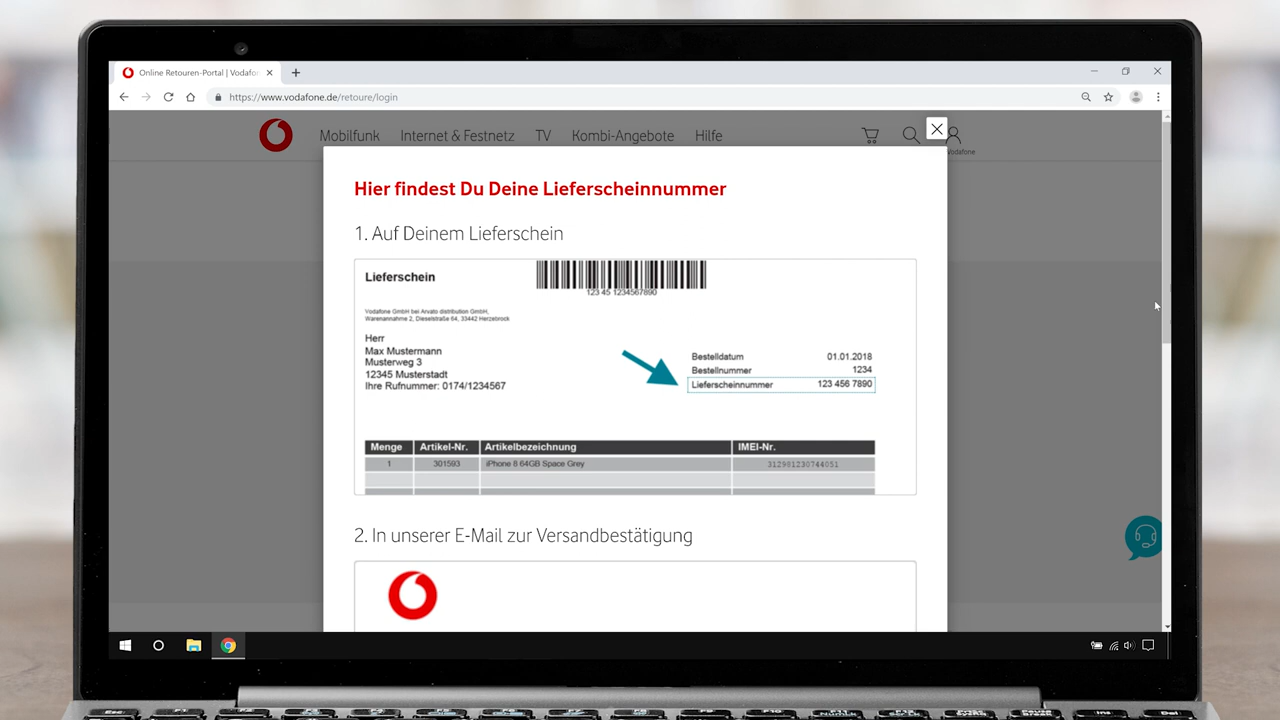 Online Retouren-Portal | Vodafon
https://www.vodafone.de/retoure/login
Mobilfunk Internet & Festnetz TV Kombi-Angebote Hilfe
Vodafone
Hier findest Du Deine Lieferscheinnummer
1. Auf Deinem Lieferschein
Lieferschein
123 45 1234567890
Vodafone GmbH bei Arvato distribution GmbH,
Warenannahme 2, Dieselstraße 64, 33442 Herzebrock
Herr
Max Mustermann
Musterweg 3
12345 Musterstadt
Ihre Rufnummer: 0174/1234567
Bestelldatum 01.01.2018
Bestellnummer 1234
Lieferscheinnummer 123 456 7890
Menge Artikel-Nr. Artikelbezeichnung IMEI-Nr.
1 301593 iPhone 8 64GB Space Grey 312981230744051
2. In unserer E-Mail zur Versandbestätigung